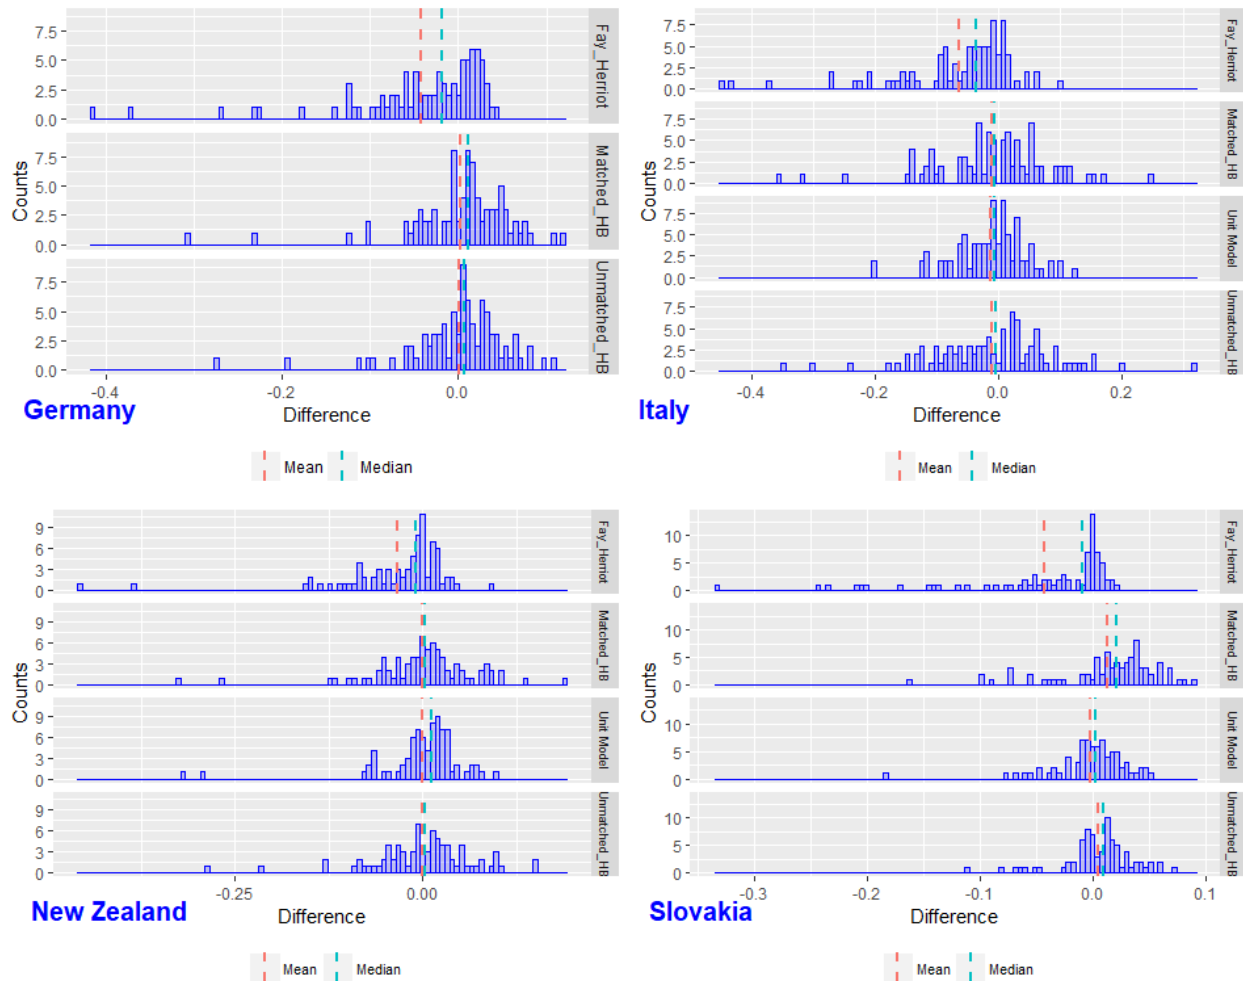 7.5
5.0
2.5
0.0
Fay_Herriot
7.5
5.0
2.5
0.0
Matched_HB
7.5
5.0
2.5
0.0
Unmatched_HB
Counts
-0.4 -0.2 0.0
Germany Difference
Mean Median
7.5
5.0
2.5
0.0
Fay_Herriot
7.5
5.0
2.5
0.0
Matched_HB
7.5
5.0
2.5
0.0
Unit Model
7.5
5.0
2.5
0.0
Unmatched_HB
Counts
-0.4 -0.2 0.0 0.2
Italy Difference
Mean Median
9
6
3
0
Fay_Herriot
9
6
3
0
Matched_HB
9
6
3
0
Unit Model
9
6
3
0
Unmatched_HB
Counts
-0.25 0.00
New Zealand Difference
Mean Median
10
5
0
Fay_Herriot
10
5
0
Matched_HB
10
5
0
Unit Model
10
5
0
Unmatched_HB
Counts
-0.3 -0.2 -0.1 0.0 0.1
Slovakia Difference
Mean Median